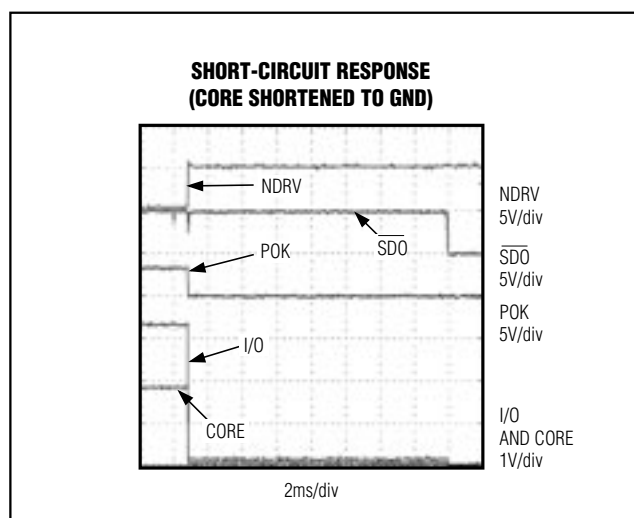 SHORT-CIRCUIT RESPONSE
(CORE SHORTENED TO GND)
NDRV
SDO
POK
I/O
CORE
NDRV
5V/div
SDO
5V/div
POK
5V/div
I/O
AND CORE
1V/div
2ms/div